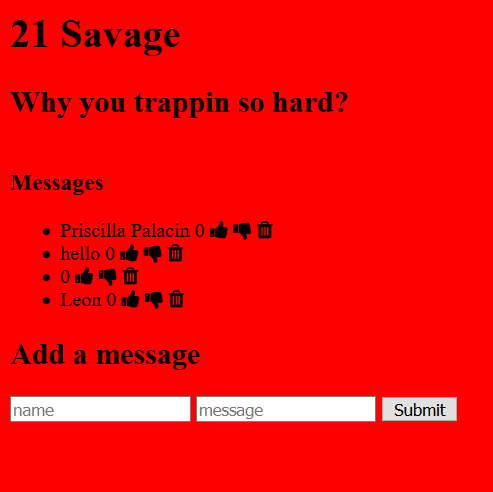 21 Savage
Why you trappin so hard?
Messages
Priscilla Palacin 0
hello 0
0
Leon 0
Add a message
name message Submit